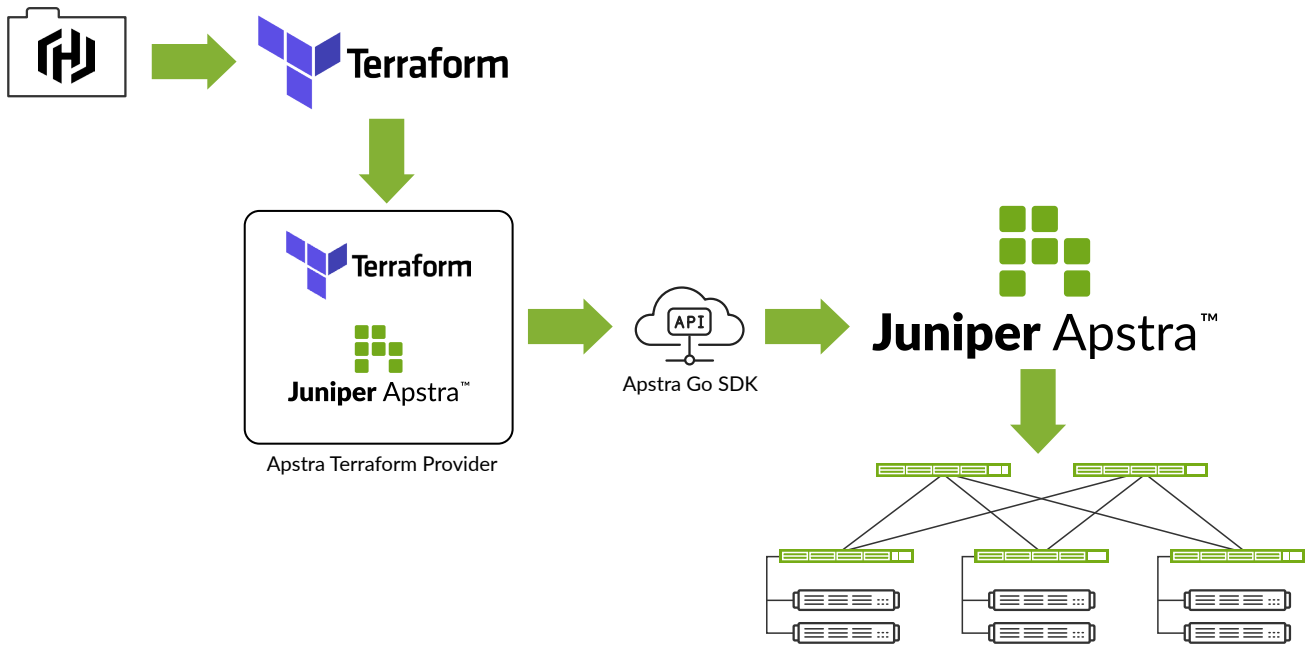 Terraform
Terraform
Juniper Apstra™
Apstra Terraform Provider
API
Apstra Go SDK
Juniper Apstra™